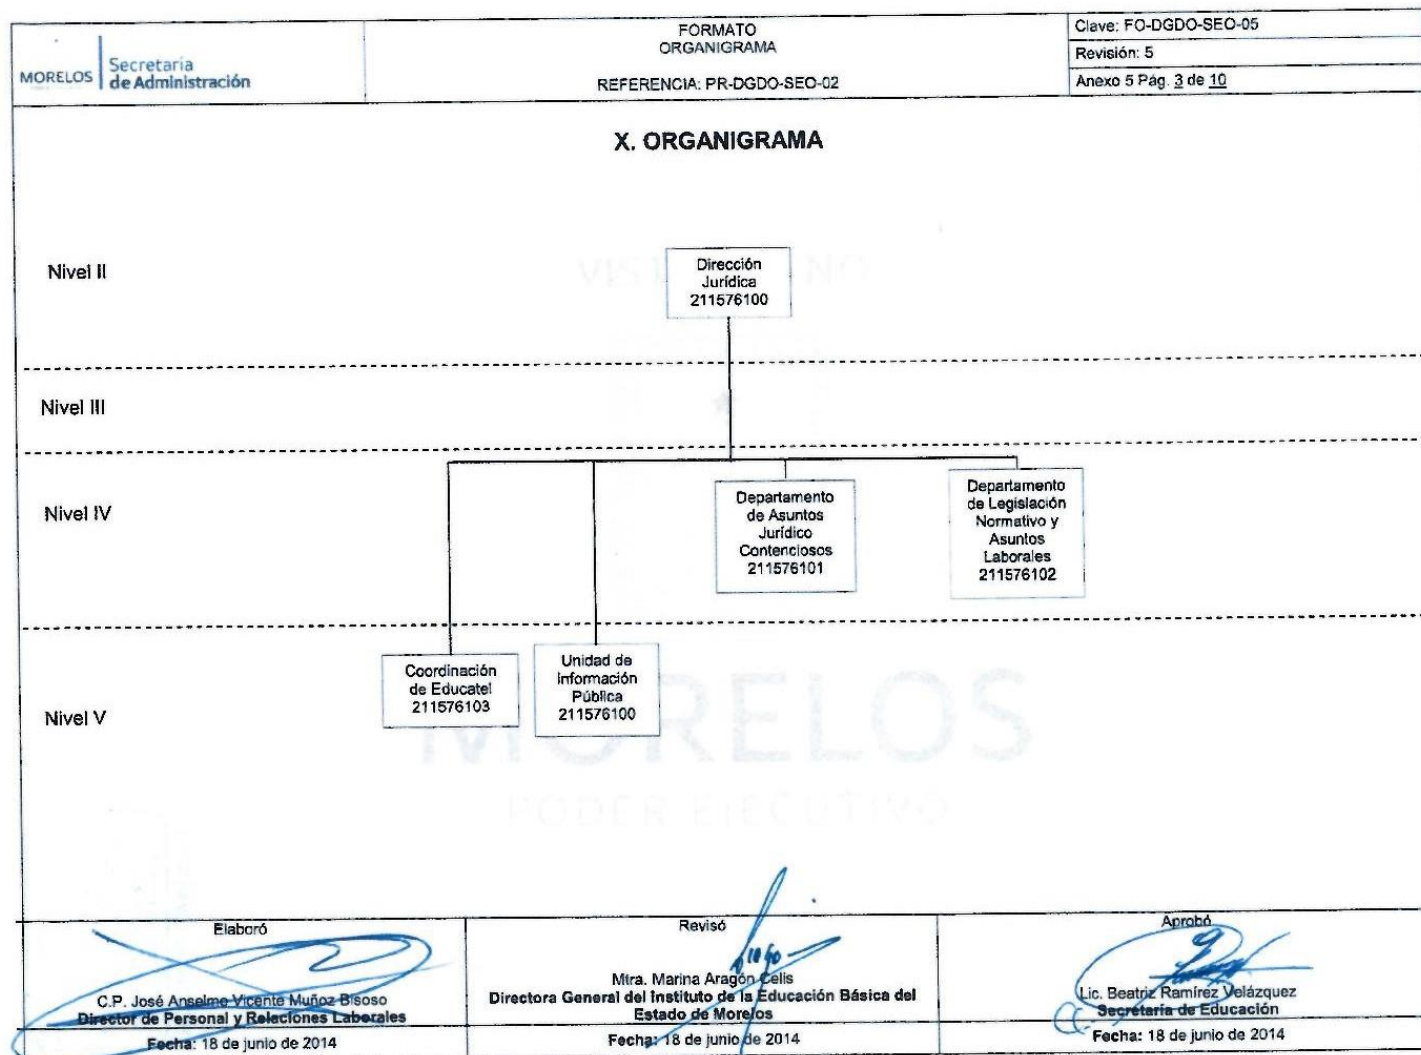 MORELOS
Secretaría
de Administración
FORMATO
ORGANIGRAMA
REFERENCIA: PR-DGDO-SEO-02
Clave: FO-DGDO-SEO-05
Revisión: 5
Anexo 5 Pág. 3 de 10
X. ORGANIGRAMA
Nivel II
Dirección
Jurídica
211576100
Nivel III
Nivel IV
Departamento
de Asuntos
Jurídico
Contenciosos
211576101
Departamento
de Legislación
Normativo y
Asuntos
Laborales
211576102
Nivel V
Coordinación
de Educatel
211576103
Unidad de
Información
Pública
211576100
MORELOS
PODER EJECUTIVO
Elaboró
C.P. José Anselmo Vicente Muñoz Bisoso
Director de Personal y Relaciones Laborales
Fecha: 18 de junio de 2014
Revisó
Mtra. Marina Aragón Celis
Directora General del Instituto de la Educación Básica del
Estado de Morelos
Fecha: 18 de junio de 2014
Aprobó
Lic. Beatriz Ramírez Velázquez
Secretaria de Educación
Fecha: 18 de junio de 2014